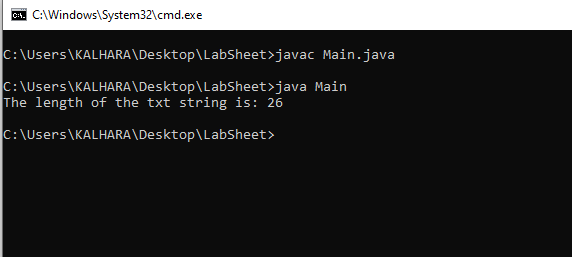 C:\Windows\System32\cmd.exe
C:\Users\KALHARA\Desktop\LabSheet>javac Main.java
C:\Users\KALHARA\Desktop\LabSheet>java Main
The length of the txt string is: 26
C:\Users\KALHARA\Desktop\LabSheet>